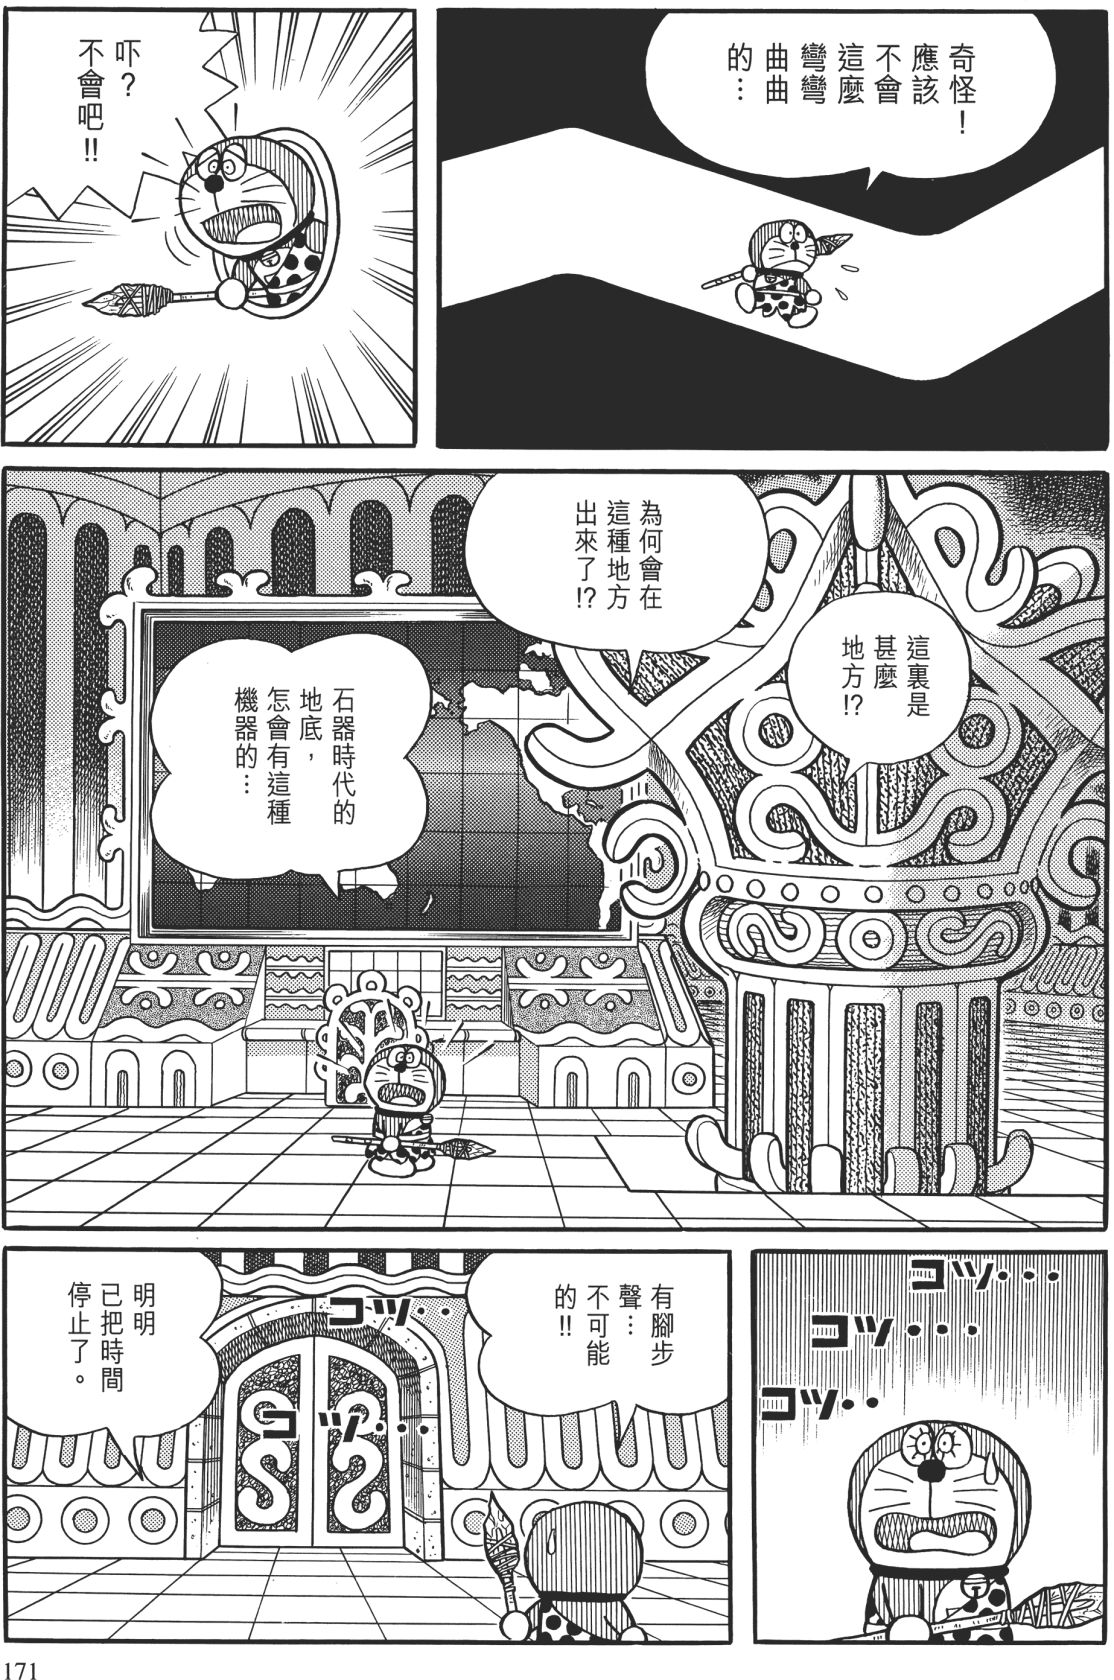 奇怪！
應該
不會
這麼
彎彎
曲曲
的…
吓？
不會吧!!
為何會在
這種地方
出來了!?
這裏是
甚麼
地方!?
石器時代的
地底，
怎會有這種
機器的…
コツ・・・
コツ・・・
コツ・・
有腳步
聲…
不可能
的!!
コツ・・
コツ・・・
明明
已把時間
停止了。
171